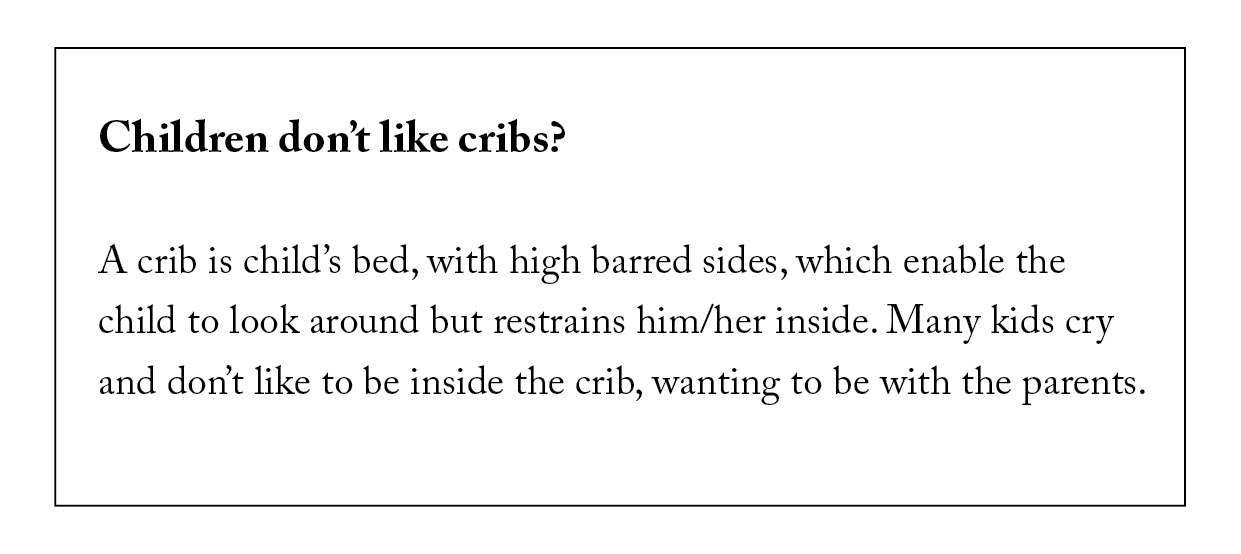 Children don’t like cribs?
A crib is child’s bed, with high barred sides, which enable the
child to look around but restrains him/her inside. Many kids cry
and don’t like to be inside the crib, wanting to be with the parents.